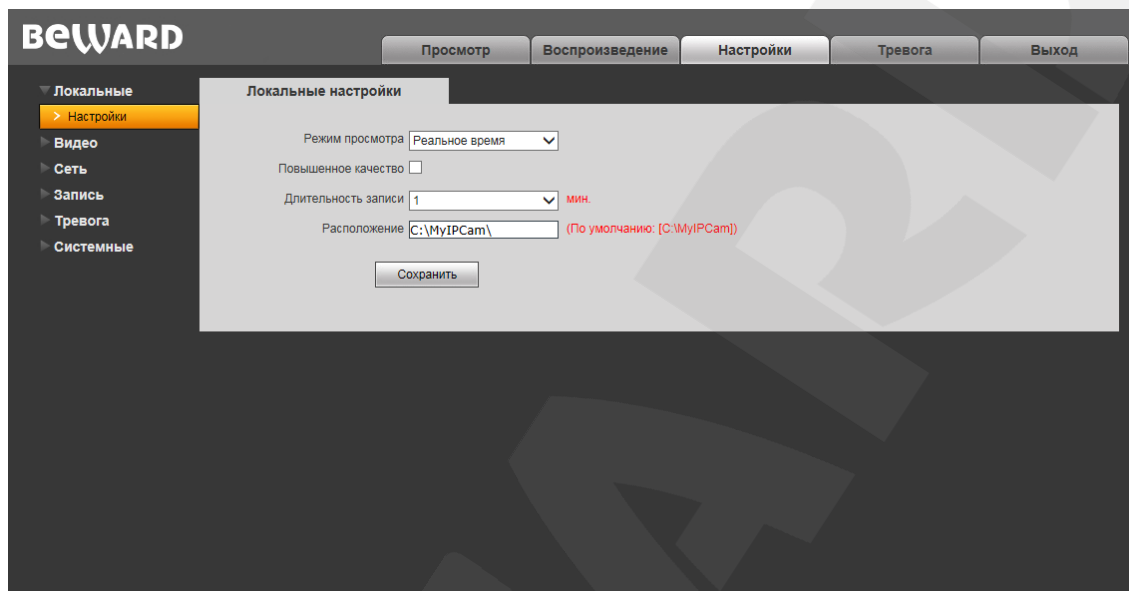 BEWARD
Просмотр Воспроизведение Настройки Тревога Выход
Локальные
> Настройки
Видео
Сеть
Запись
Тревога
Системные
Локальные настройки
Режим просмотра Реальное время
Повышенное качество
Длительность записи 1 мин.
Расположение C:\MyIPCam\ (По умолчанию: [C:\MyIPCam])
Сохранить